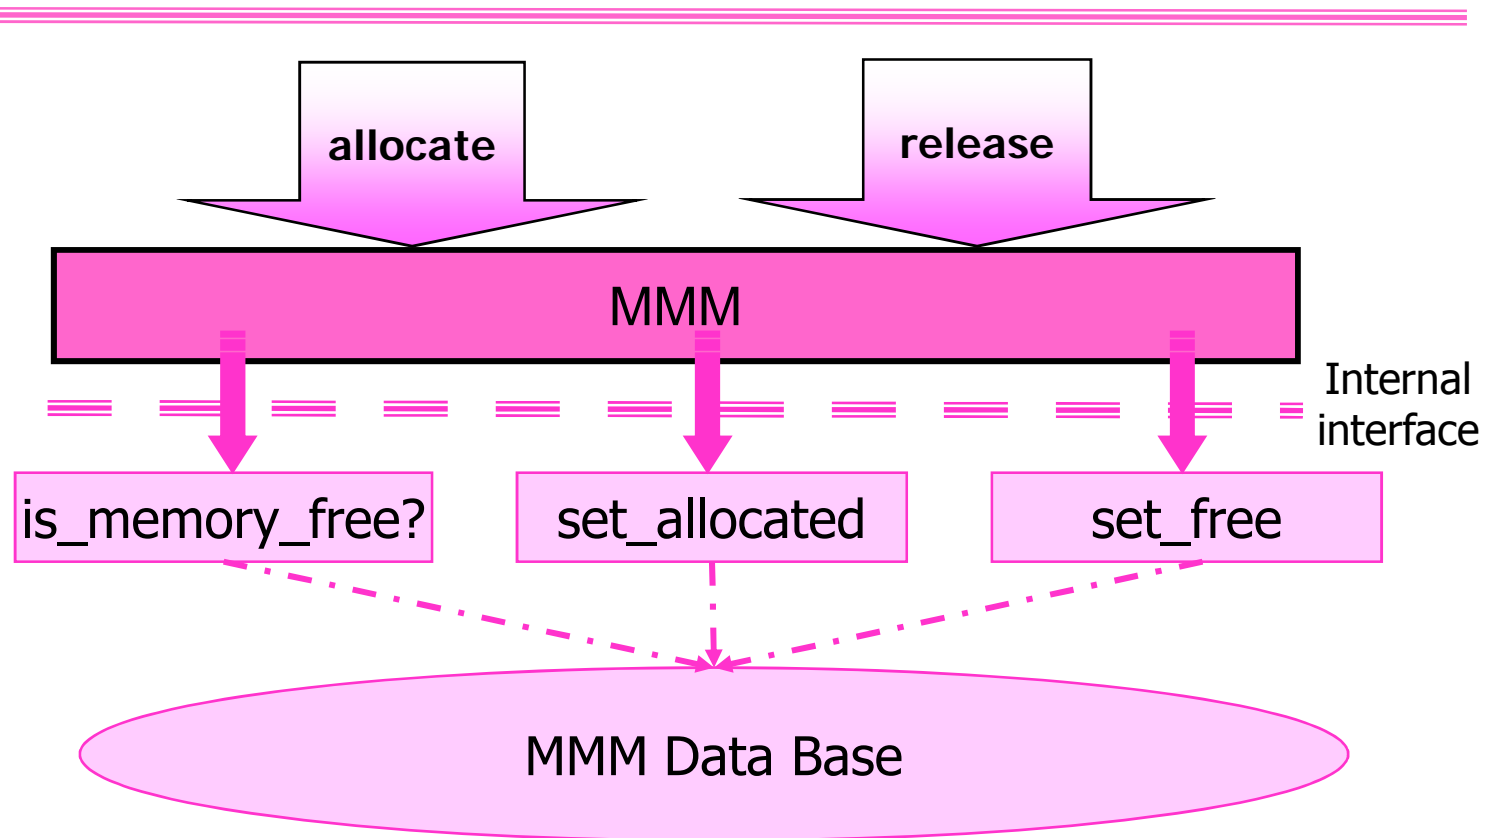 allocate
release
MMM
Internal
interface
is_memory_free?
set_allocated
set_free
MMM Data Base